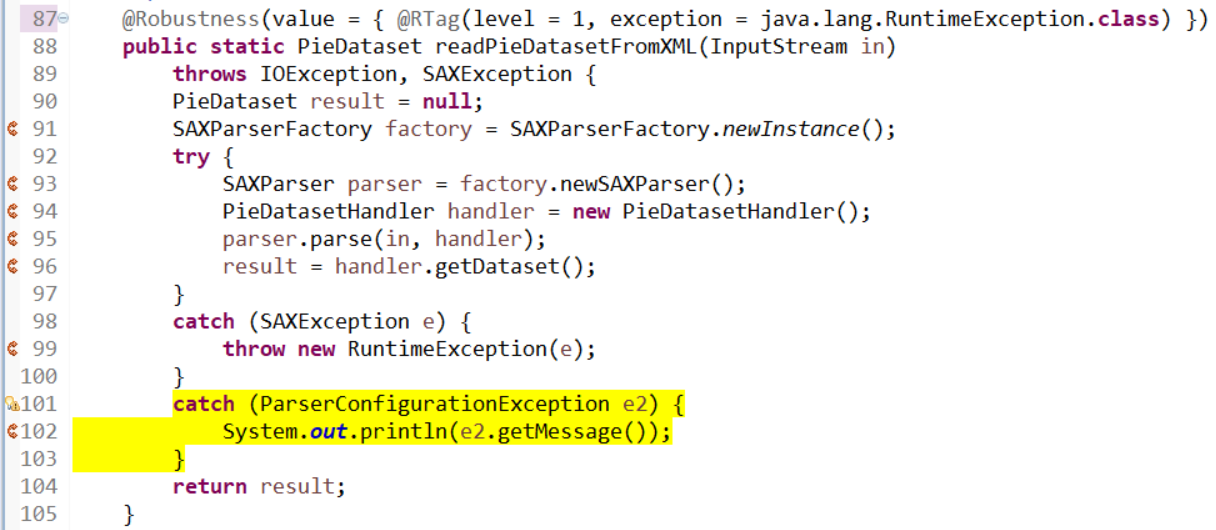 87 @Robustness(value = { @RTag(level = 1, exception = java.lang.RuntimeException.class) })
88 public static PieDataset readPieDatasetFromXML(InputStream in)
89 throws IOException, SAXException {
90 PieDataset result = null;
91 SAXParserFactory factory = SAXParserFactory.newInstance();
92 try {
93 SAXParser parser = factory.newSAXParser();
94 PieDatasetHandler handler = new PieDatasetHandler();
95 parser.parse(in, handler);
96 result = handler.getDataset();
97 }
98 catch (SAXException e) {
99 throw new RuntimeException(e);
100 }
101 catch (ParserConfigurationException e2) {
102 System.out.println(e2.getMessage());
103 }
104 return result;
105 }